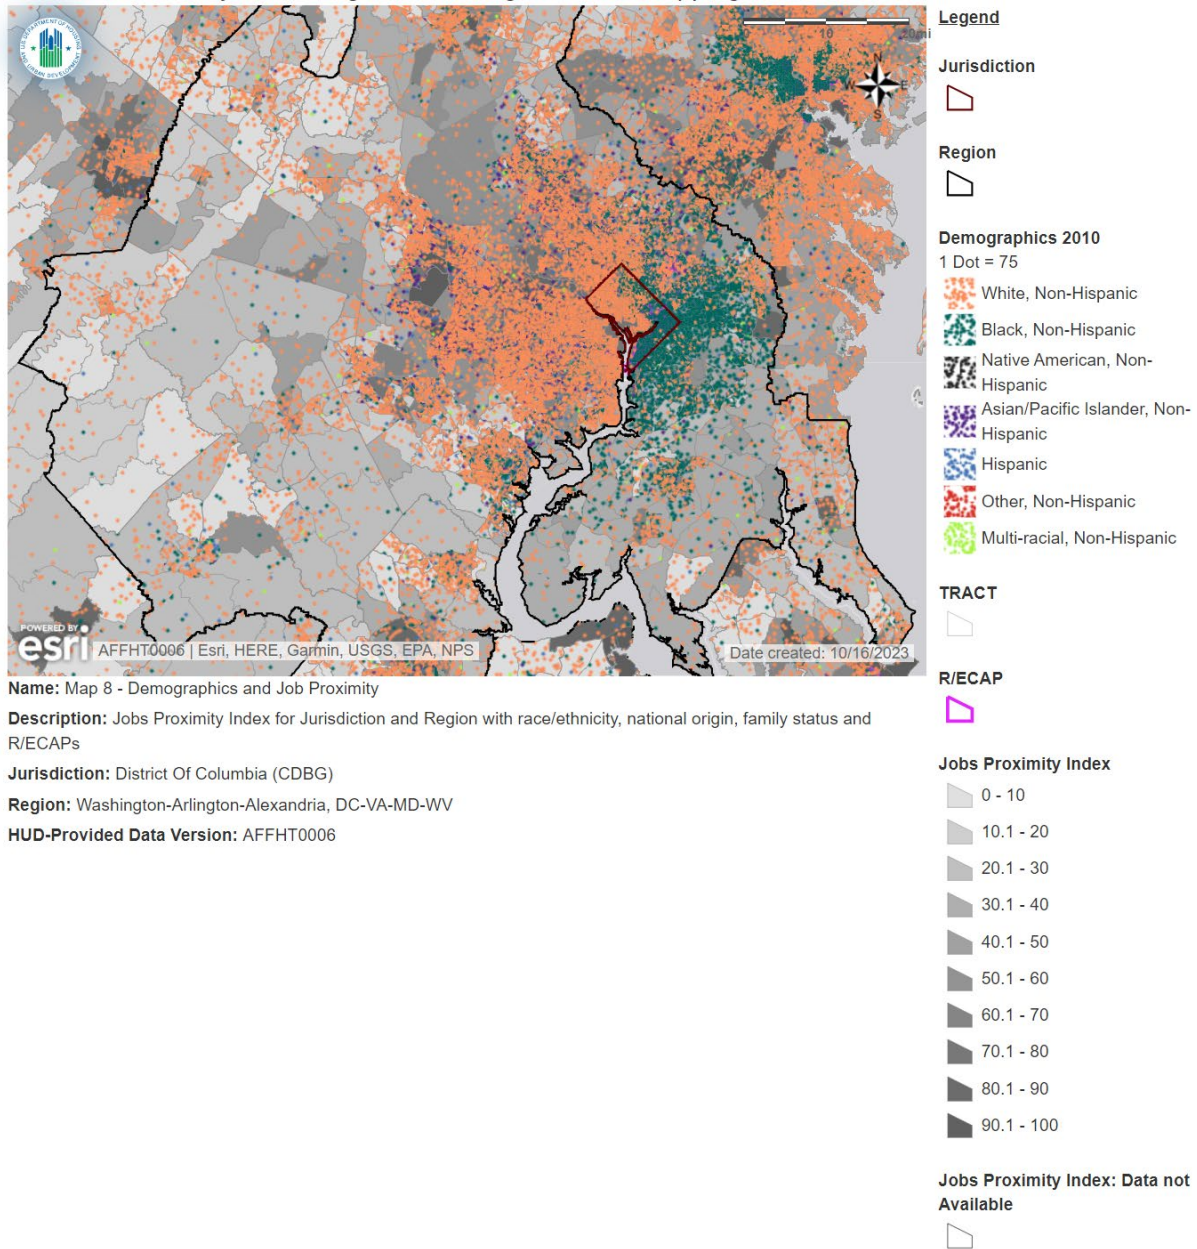 10
20mi
N
E
S
POWERED BY
esri
AFFHT0006 | Esri, HERE, Garmin, USGS, EPA, NPS
Date created: 10/16/2023
Name: Map 8 - Demographics and Job Proximity
Description: Jobs Proximity Index for Jurisdiction and Region with race/ethnicity, national origin, family status and
R/ECAPs
Jurisdiction: District Of Columbia (CDBG)
Region: Washington-Arlington-Alexandria, DC-VA-MD-WV
HUD-Provided Data Version: AFFHT0006
Legend
Jurisdiction
Region
Demographics 2010
1 Dot = 75
White, Non-Hispanic
Black, Non-Hispanic
Native American, Non-
Hispanic
Asian/Pacific Islander, Non-
Hispanic
Hispanic
Other, Non-Hispanic
Multi-racial, Non-Hispanic
TRACT
R/ECAP
Jobs Proximity Index
0 - 10
10.1 - 20
20.1 - 30
30.1 - 40
40.1 - 50
50.1 - 60
60.1 - 70
70.1 - 80
80.1 - 90
90.1 - 100
Jobs Proximity Index: Data not
Available